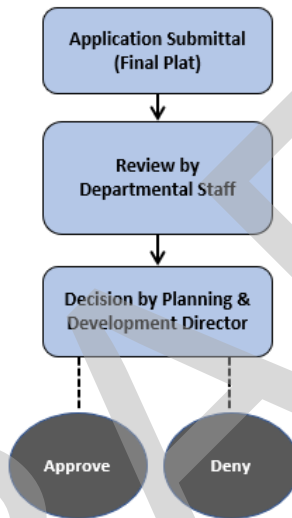 Application Submittal
(Final Plat)
Review by
Departmental Staff
Decision by Planning &
Development Director
Approve
Deny